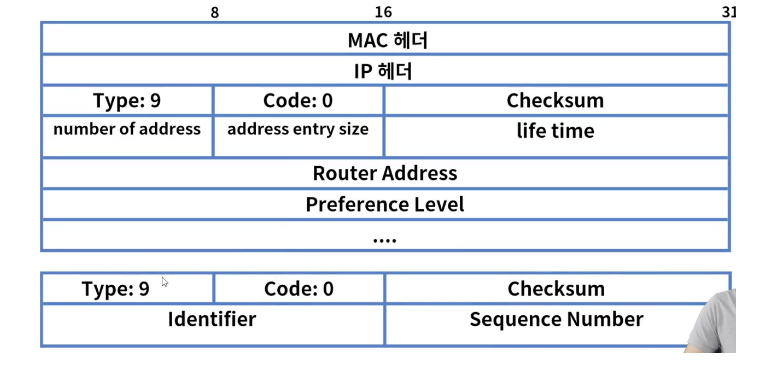 8 16 31
MAC 헤더
IP 헤더
Type: 9 Code: 0 Checksum
number of address address entry size life time
Router Address
Preference Level
....
Type: 9 Code: 0 Checksum
Identifier Sequence Number